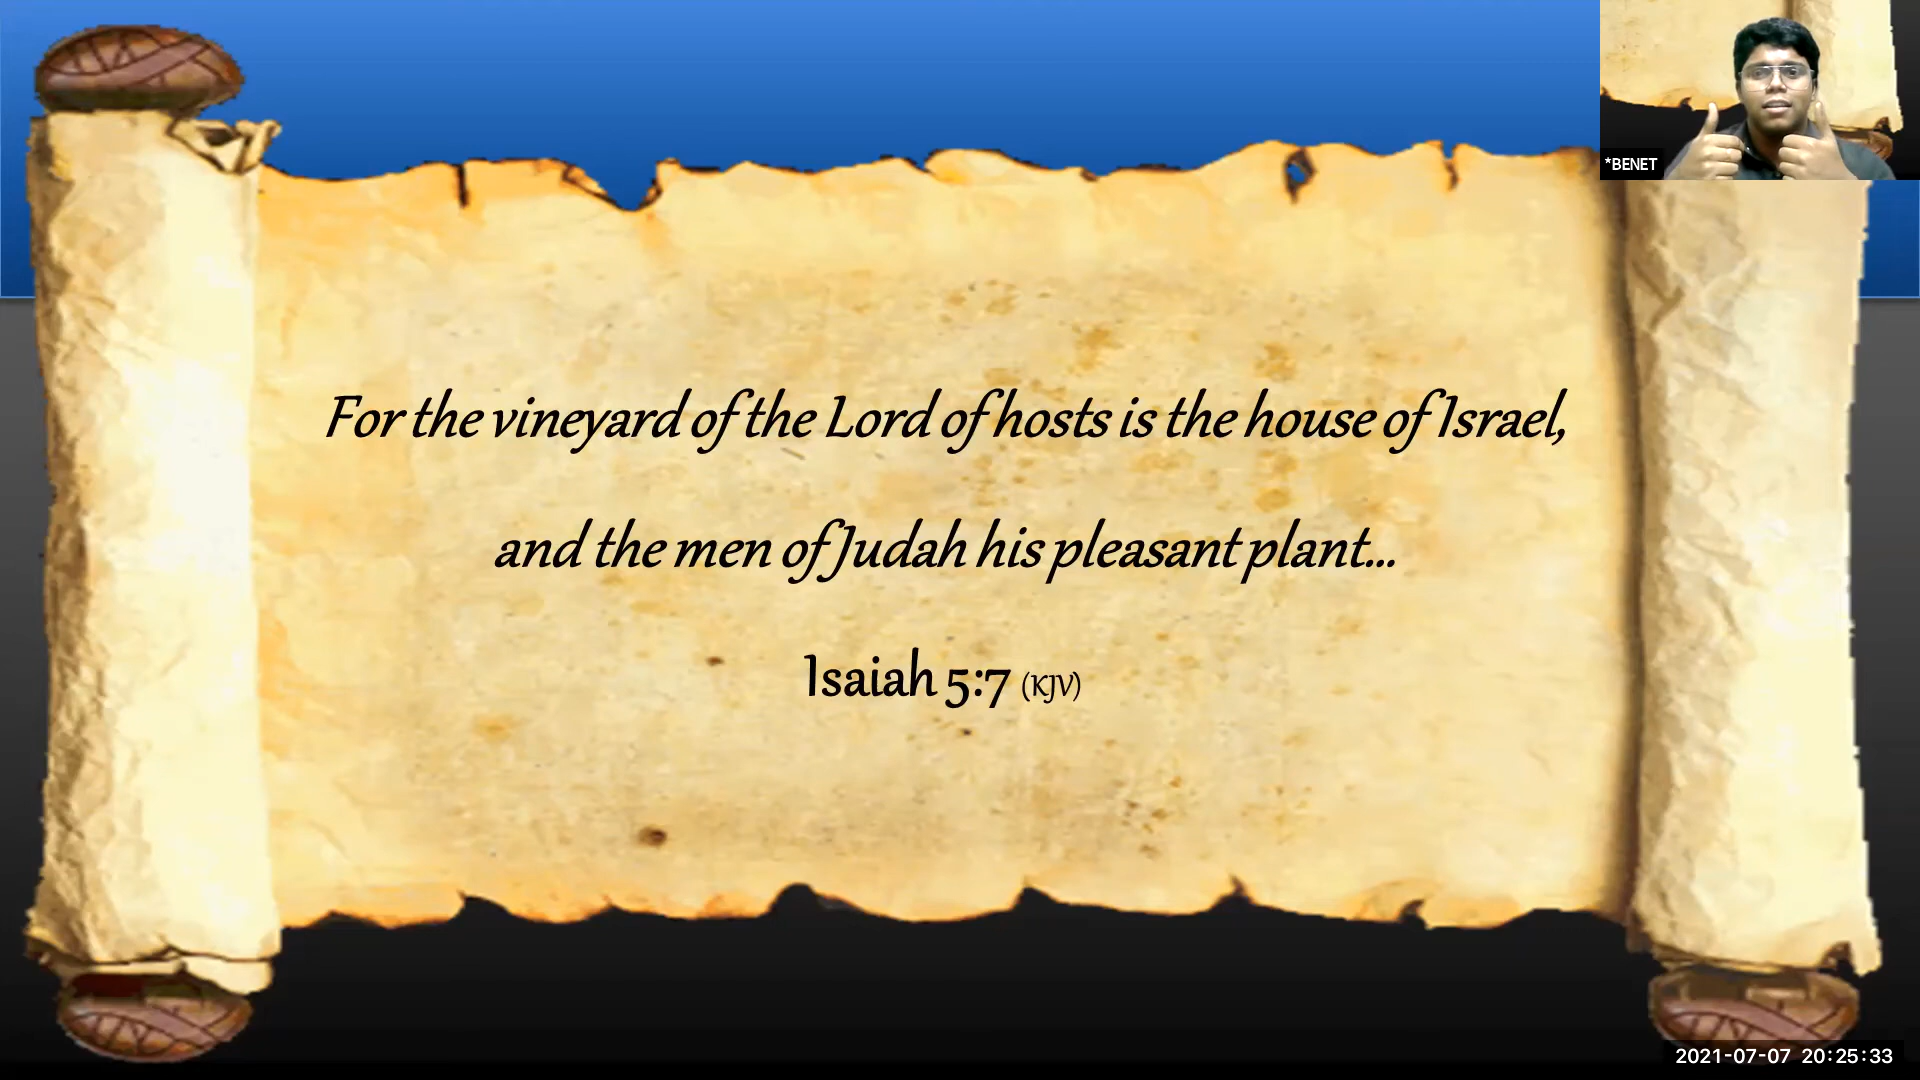 *BENET
For the vineyard of the Lord of hosts is the house of Israel,
and the men of Judah his pleasant plant...
Isaiah 5:7 (KJV)
2021-07-07 20:25:33